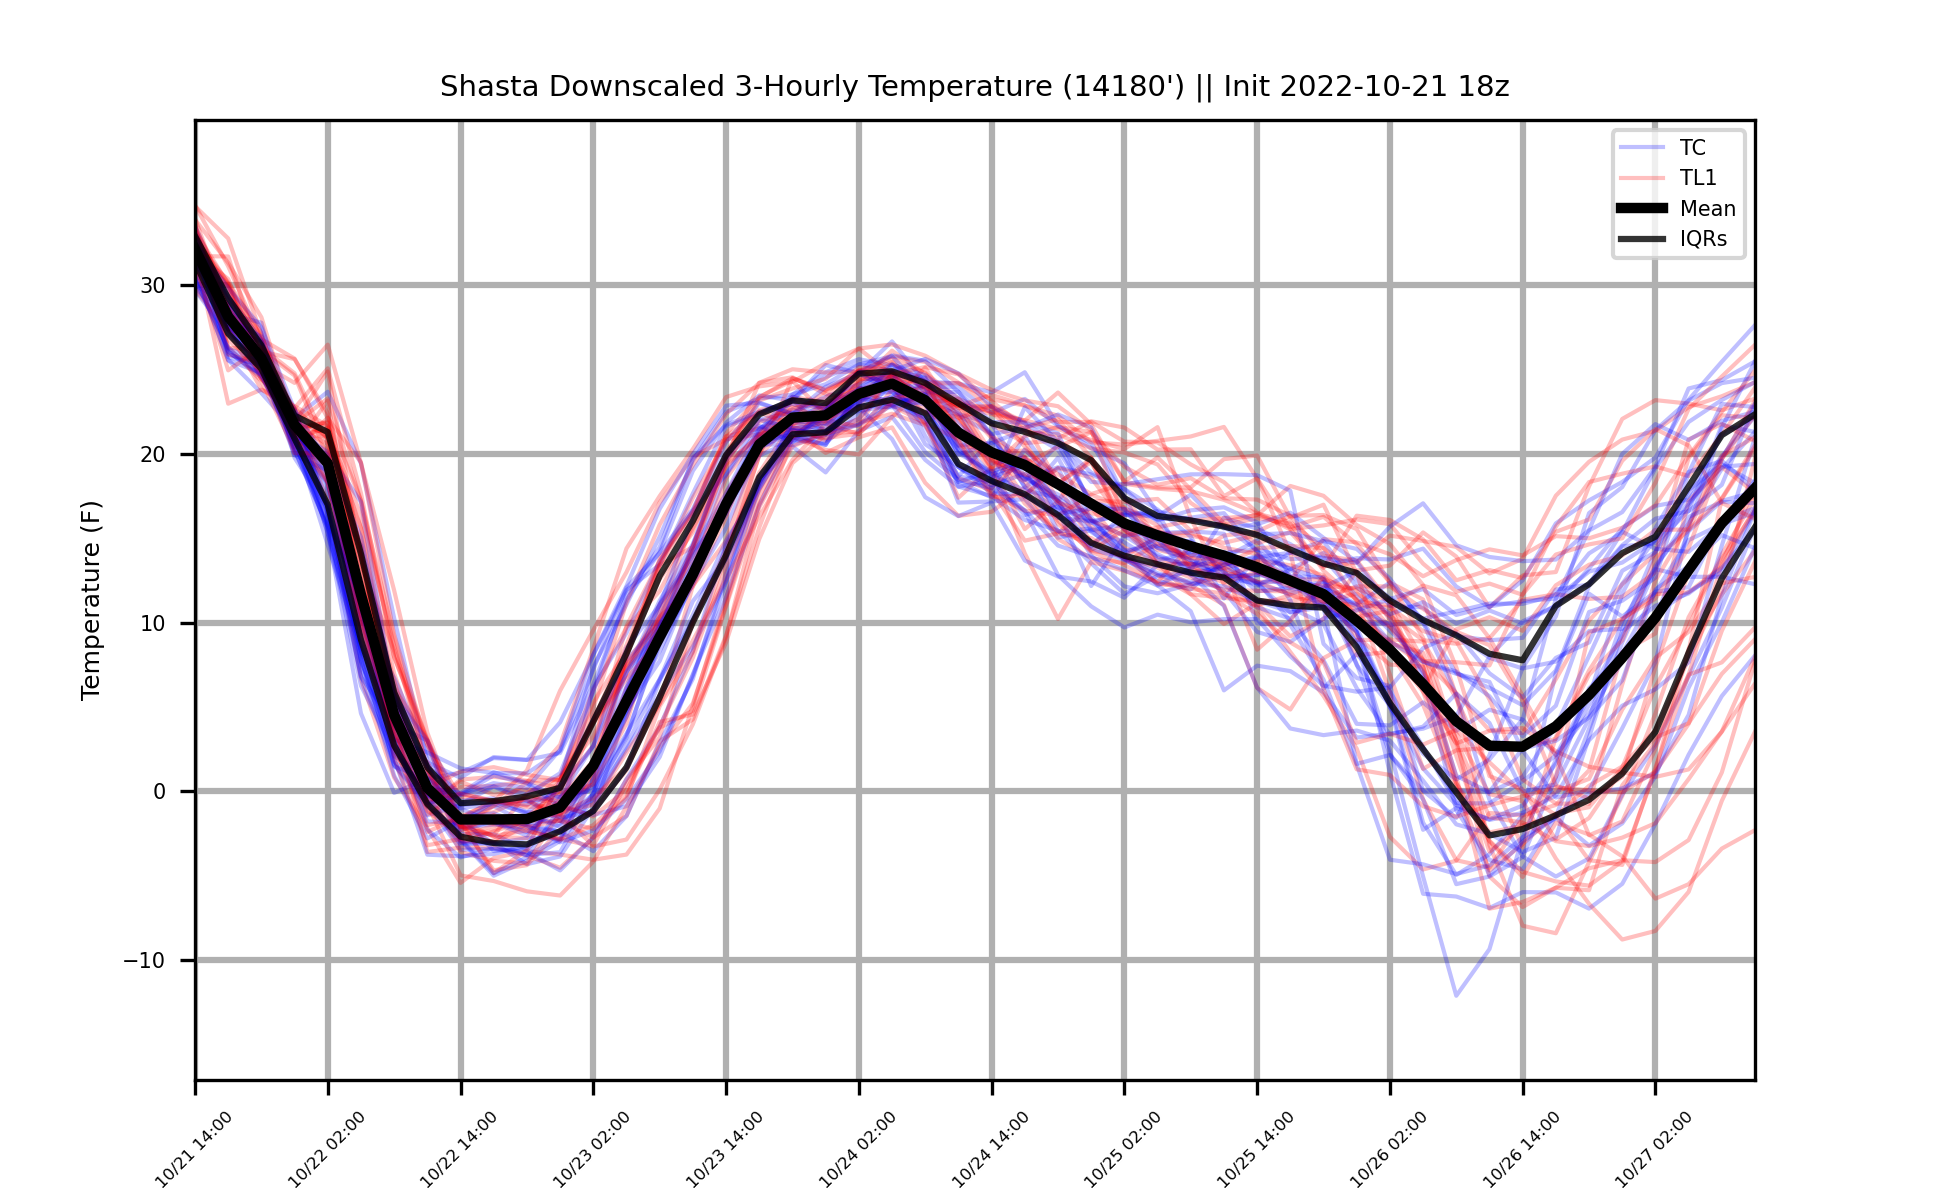 Shasta Downscaled 3-Hourly Temperature (14180') || Init 2022-10-21 18z
TC
TL1
Mean
IQRs
Temperature (F)
30
20
10
0
−10
10/21 14:00
10/22 02:00
10/22 14:00
10/23 02:00
10/23 14:00
10/24 02:00
10/24 14:00
10/25 02:00
10/25 14:00
10/26 02:00
10/26 14:00
10/27 02:00